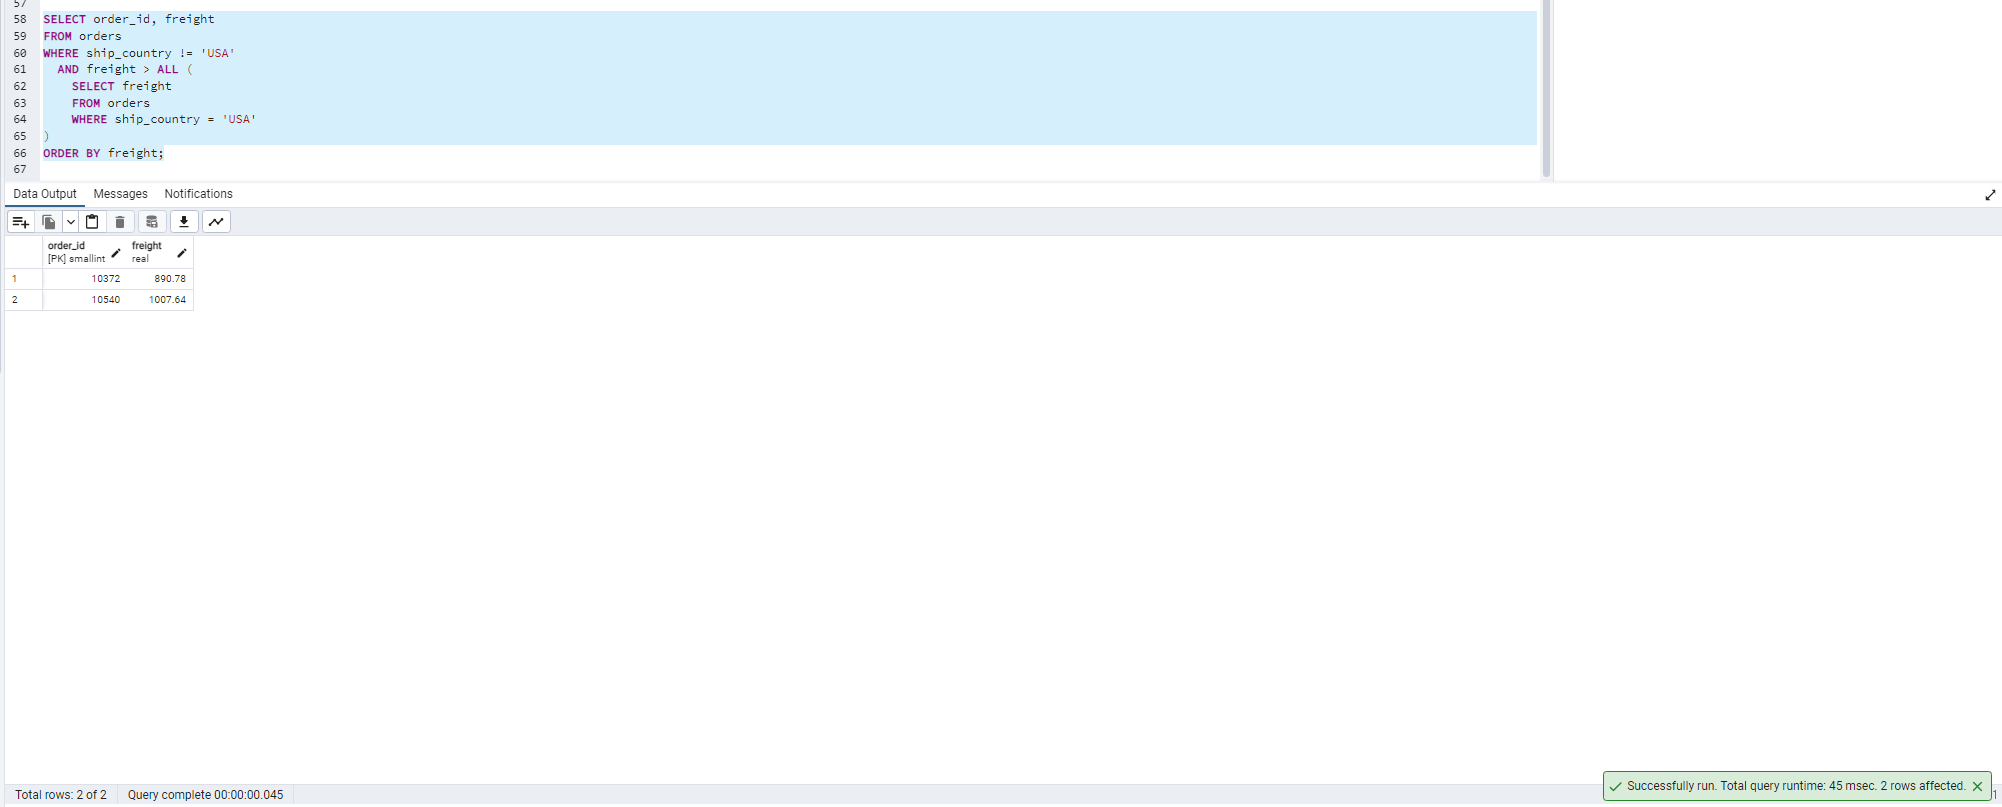 57
58 SELECT order_id, freight
59 FROM orders
60 WHERE ship_country != 'USA'
61 AND freight > ALL (
62 SELECT freight
63 FROM orders
64 WHERE ship_country = 'USA'
65 )
66 ORDER BY freight;
67
Data Output Messages Notifications
order_id freight
[PK] smallint real
1 10372 890.78
2 10540 1007.64
Successfully run. Total query runtime: 45 msec. 2 rows affected.
Total rows: 2 of 2 Query complete 00:00:00.045 1